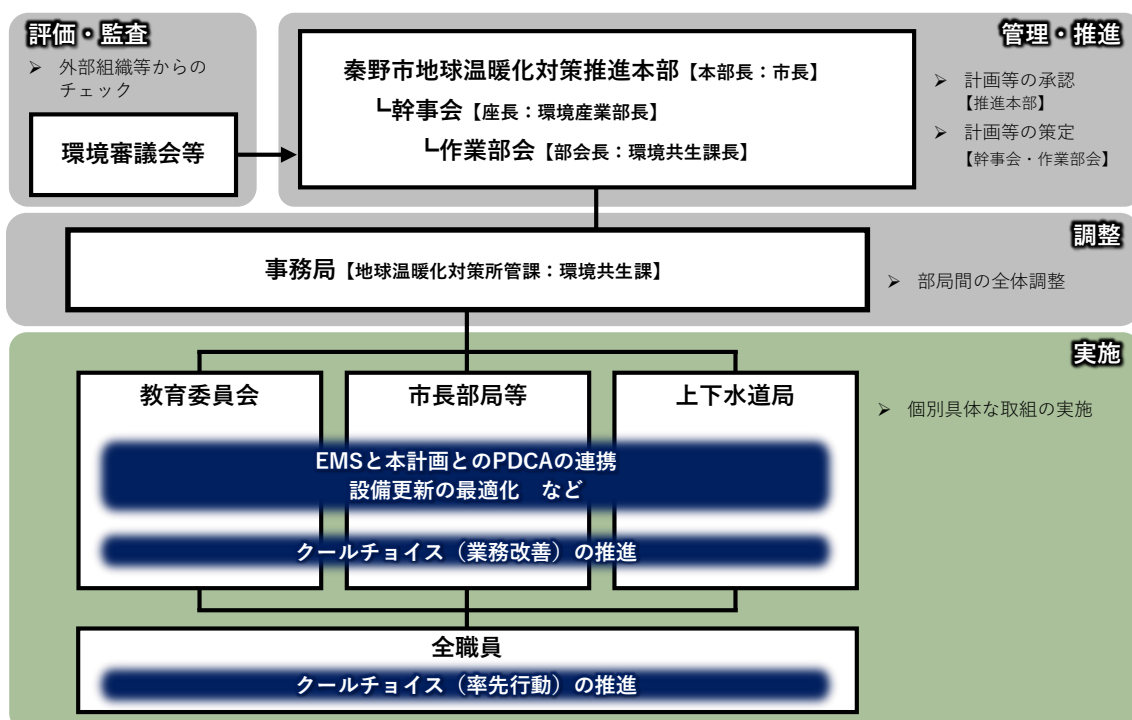 評価・監査
➢ 外部組織等からの
チェック
環境審議会等
管理・推進
秦野市地球温暖化対策推進本部【本部長：市長】
┗幹事会【座長：環境産業部長】
┗作業部会【部会長：環境共生課長】
➢ 計画等の承認
【推進本部】
➢ 計画等の策定
【幹事会・作業部会】
調整
事務局【地球温暖化対策所管課：環境共生課】
➢ 部局間の全体調整
実施
教育委員会
市長部局等
上下水道局
➢ 個別具体な取組の実施
EMSと本計画とのPDCAの連携
設備更新の最適化　など
クールチョイス（業務改善）の推進
全職員
クールチョイス（率先行動）の推進